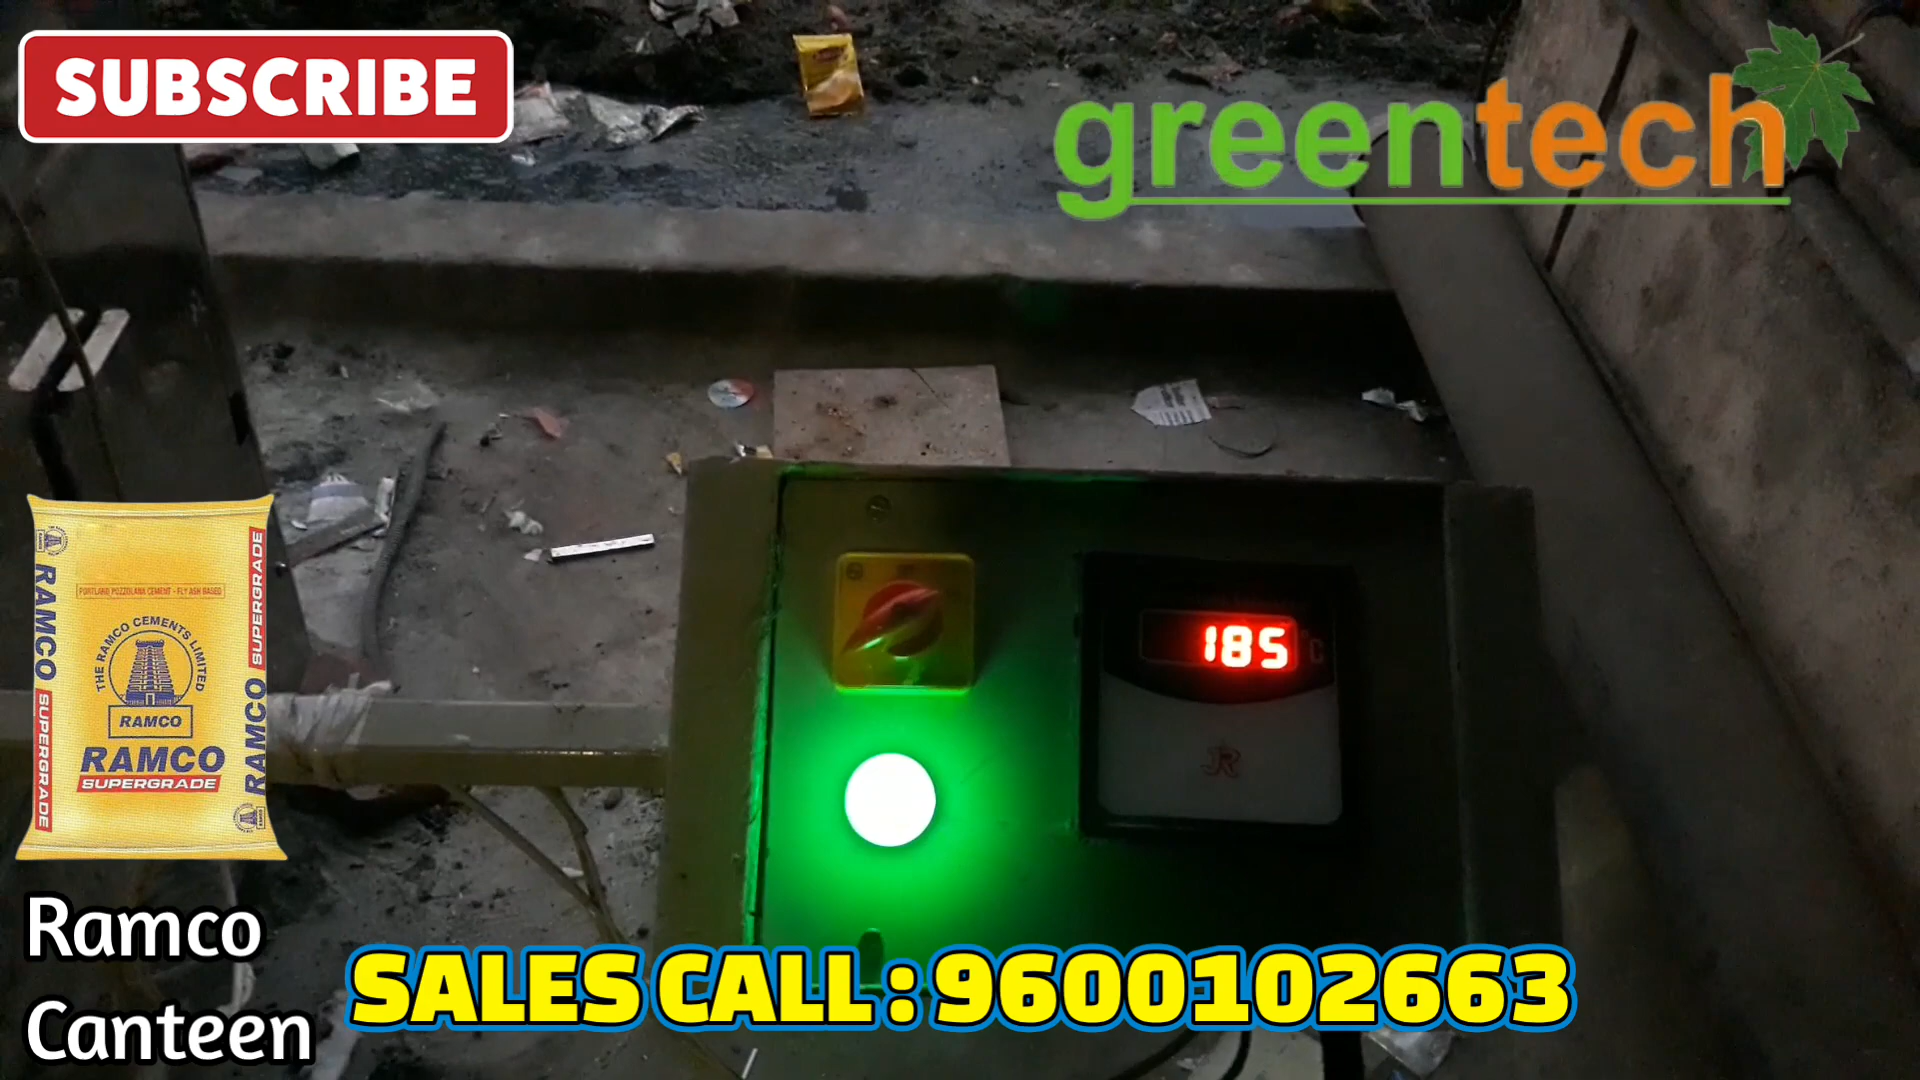 SUBSCRIBE
greentech
185
C
JR
PORTLAND POZZOLANA CEMENT - FLY ASH BASED
THE RAMCO CEMENTS LIMITED
RAMCO
RAMCO
SUPERGRADE
RAMCO
SUPERGRADE
RAMCO
SUPERGRADE
Ramco
Canteen
SALES CALL : 9600102663